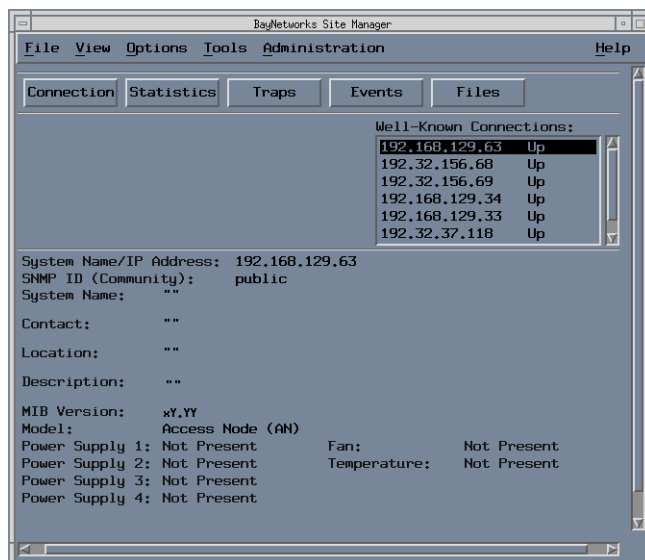 BayNetworks Site Manager
File View Options Tools Administration Help
Connection Statistics Traps Events Files
Well-Known Connections:
192.168.129.63 Up
192.32.156.68 Up
192.32.156.69 Up
192.168.129.34 Up
192.168.129.33 Up
192.32.37.118 Up
System Name/IP Address: 192.168.129.63
SNMP ID (Community): public
System Name: ""
Contact: ""
Location: ""
Description: ""
MIB Version: xY.YY
Model: Access Node (AN)
Power Supply 1: Not Present Fan: Not Present
Power Supply 2: Not Present Temperature: Not Present
Power Supply 3: Not Present
Power Supply 4: Not Present